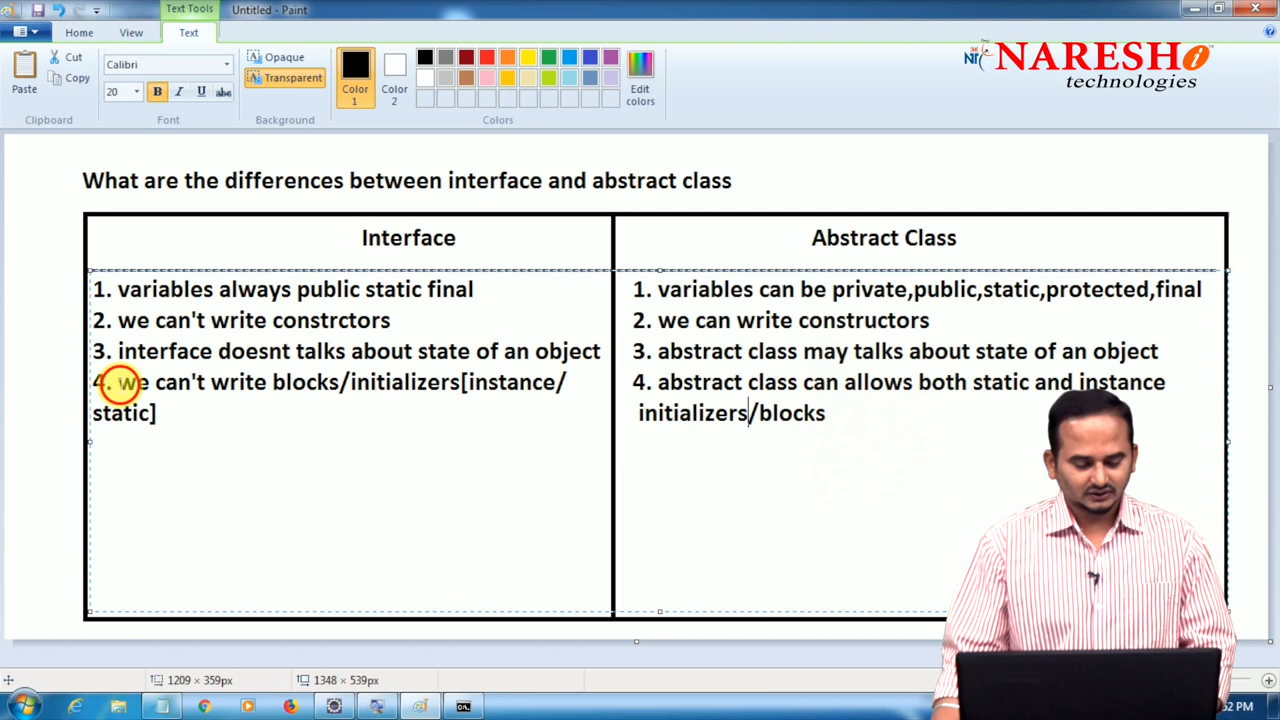 Untitled - Paint
Text Tools
Home
View
Text
Paste
Cut
Copy
Clipboard
Calibri
20
B I U abc
Font
Opaque
Transparent
Background
Color 1
Color 2
Edit colors
Colors
NARESH i
technologies
What are the differences between interface and abstract class
Interface
Abstract Class
1. variables always public static final
2. we can't write constrctors
3. interface doesnt talks about state of an object
4. we can't write blocks/initializers[instance/
static]
1. variables can be private,public,static,protected,final
2. we can write constructors
3. abstract class may talks about state of an object
4. abstract class can allows both static and instance
initializers/blocks
1209 × 359px
1348 × 539px
:52 PM